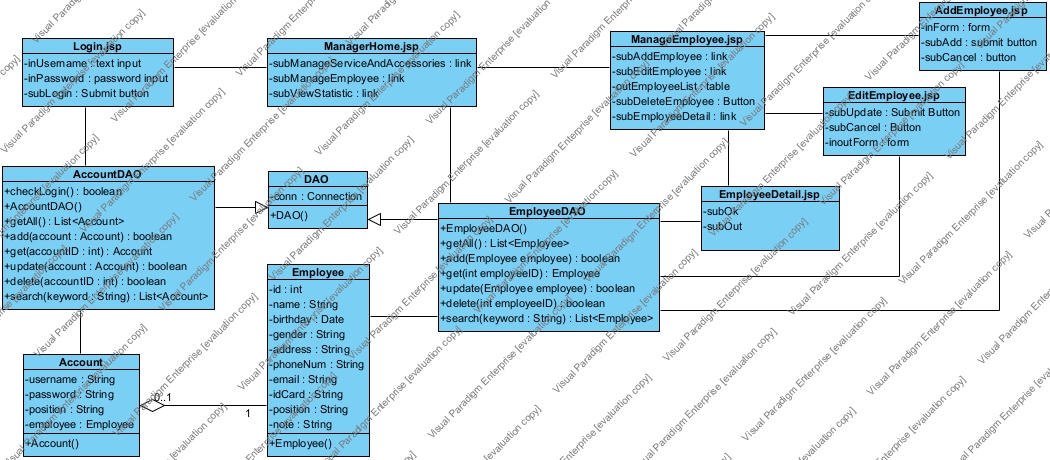 Login.jsp
-inUsername : text input
-inPassword : password input
-subLogin : Submit button
ManagerHome.jsp
-subManageServiceAndAccessories : link
-subManageEmployee : link
-subViewStatistic : link
ManageEmployee.jsp
-subAddEmployee : link
-subEditEmployee : link
-outEmployeeList : table
-subDeleteEmployee : Button
-subEmployeeDetail : link
AddEmployee.jsp
-inForm : form
-subAdd : submit button
-subCancel : button
EditEmployee.jsp
-subUpdate : Submit Button
-subCancel : Button
-inoutForm : form
AccountDAO
+checkLogin() : boolean
+AccountDAO()
+getAll() : List<Account>
+add(account : Account) : boolean
+get(accountID : int) : Account
+update(account : Account) : boolean
+delete(accountID : int) : boolean
+search(keyword : String) : List<Account>
DAO
-conn : Connection
+DAO()
EmployeeDAO
+EmployeeDAO()
+getAll() : List<Employee>
+add(Employee employee) : boolean
+get(int employeeID) : Employee
+update(Employee employee) : boolean
+delete(int employeeID) : boolean
+search(keyword : String) : List<Employee>
EmployeeDetail.jsp
-subOk
-subOut
Employee
-id : int
-name : String
-birthday : Date
-gender : String
-address : String
-phoneNum : String
-email : String
-idCard : String
-position : String
-note : String
+Employee()
Account
-username : String
-password : String
-position : String
-employee : Employee
+Account()
0..1
1
Visual Paradigm Enterprise [evaluation copy]